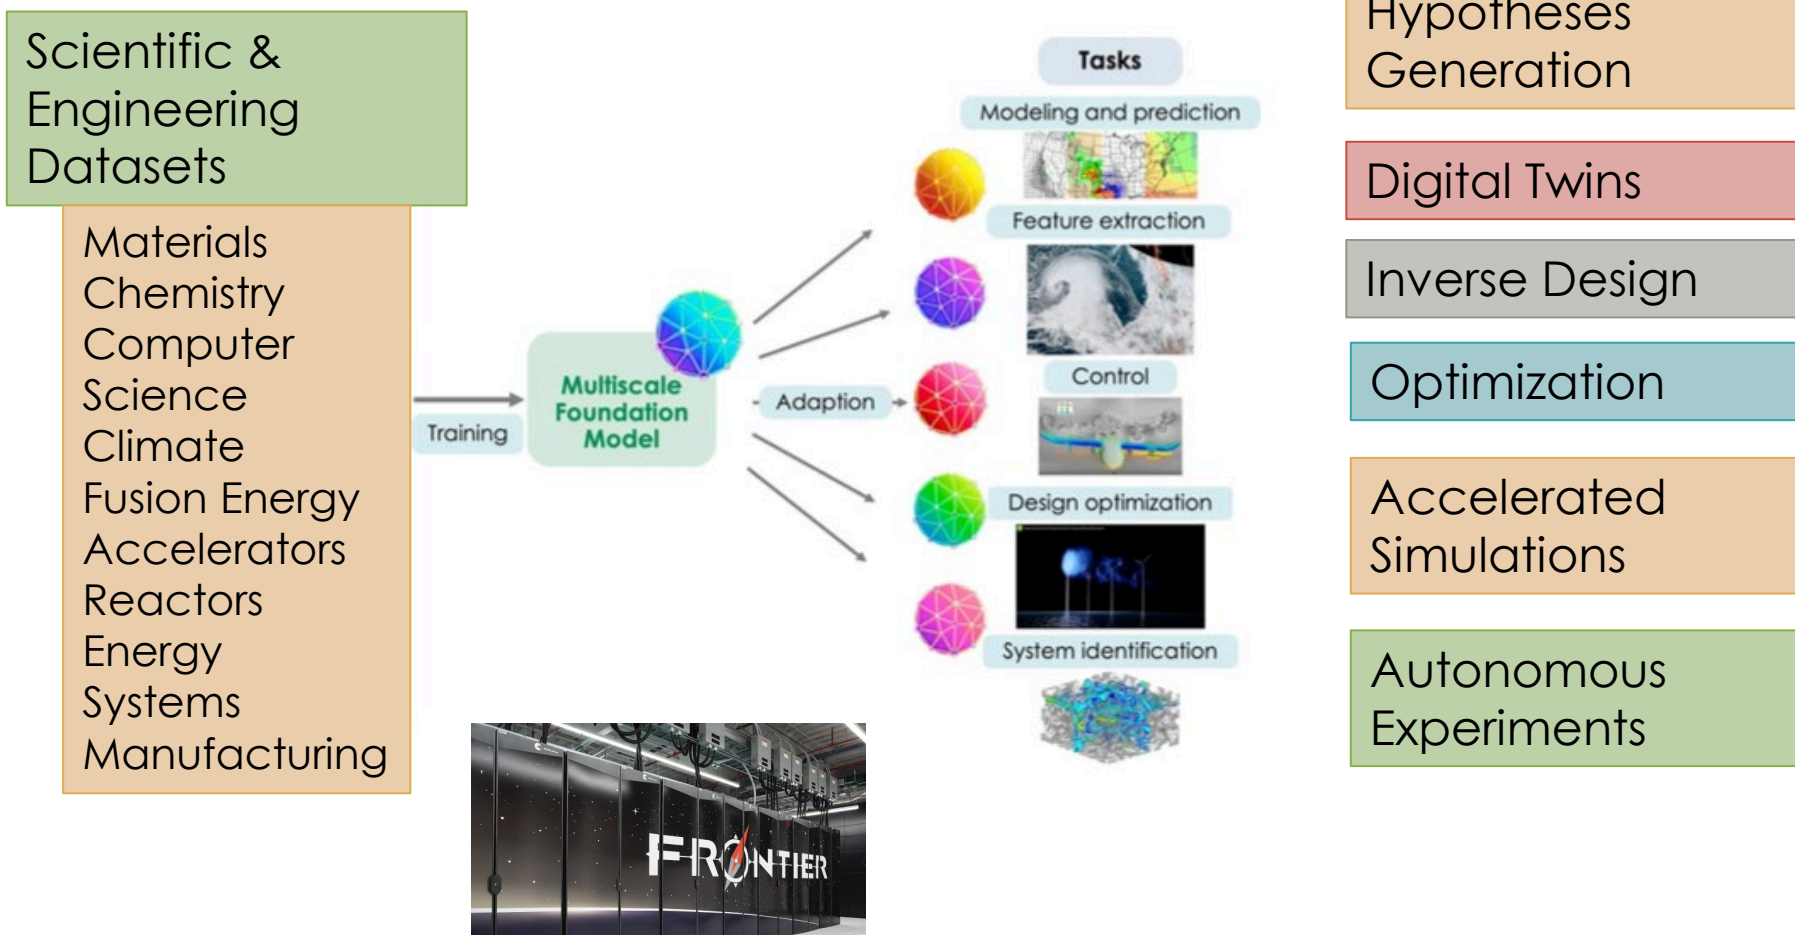 Scientific &
Engineering
Datasets
Materials
Chemistry
Computer
Science
Climate
Fusion Energy
Accelerators
Reactors
Energy
Systems
Manufacturing
Training
Multiscale
Foundation
Model
Adaption
Tasks
Modeling and prediction
Feature extraction
Control
Design optimization
System identification
FRONTIER
Hypotheses
Generation
Digital Twins
Inverse Design
Optimization
Accelerated
Simulations
Autonomous
Experiments